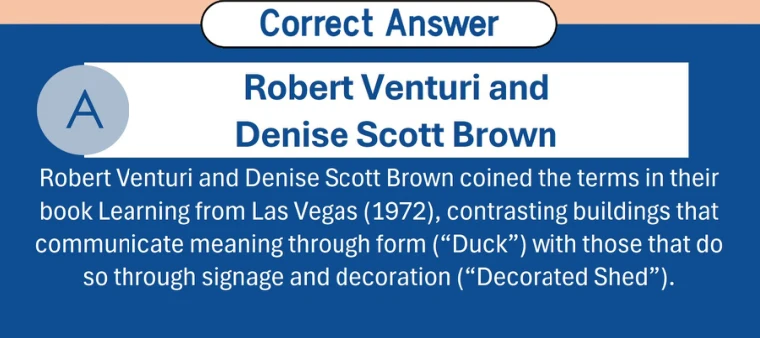 Correct Answer
A
Robert Venturi and
Denise Scott Brown
Robert Venturi and Denise Scott Brown coined the terms in their
book Learning from Las Vegas (1972), contrasting buildings that
communicate meaning through form (“Duck”) with those that do
so through signage and decoration (“Decorated Shed”).